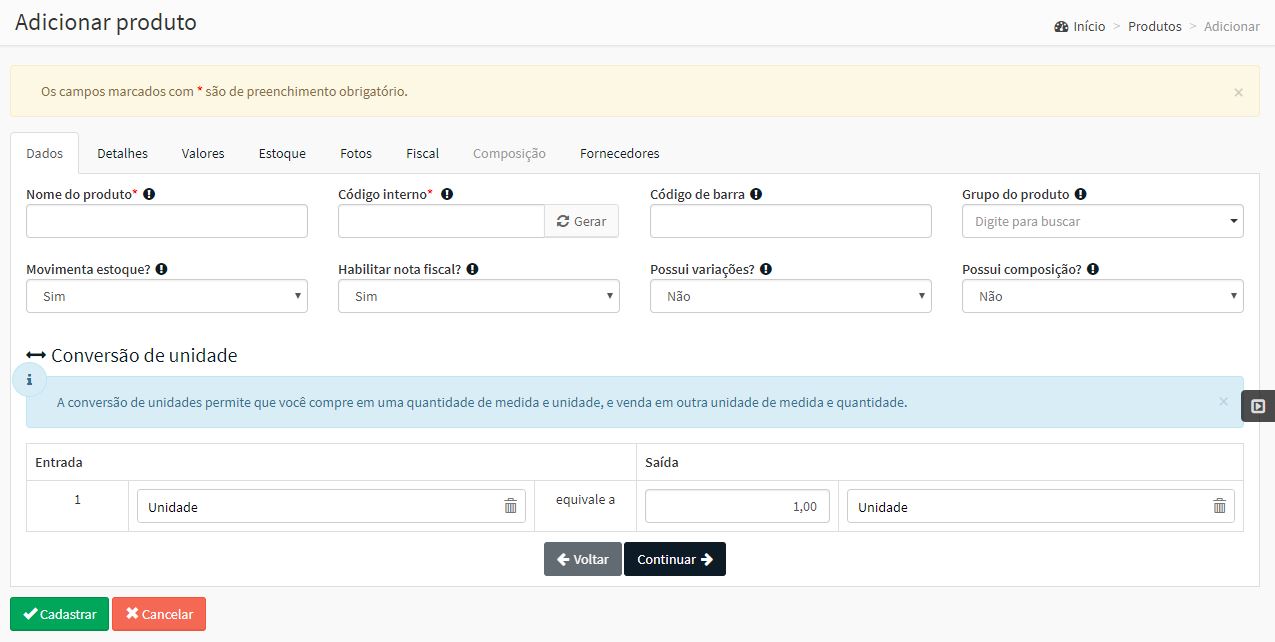 Adicionar produto
Início > Produtos > Adicionar
Os campos marcados com * são de preenchimento obrigatório. ×
Dados Detalhes Valores Estoque Fotos Fiscal Composição Fornecedores
Nome do produto* Código interno* Código de barra Grupo do produto
Gerar Digite para buscar
Movimenta estoque? Habilitar nota fiscal? Possui variações? Possui composição?
Sim Sim Não Não
Conversão de unidade
A conversão de unidades permite que você compre em uma quantidade de medida e unidade, e venda em outra unidade de medida e quantidade. ×
Entrada Saída
1 Unidade equivale a 1,00 Unidade
Voltar Continuar
Cadastrar Cancelar